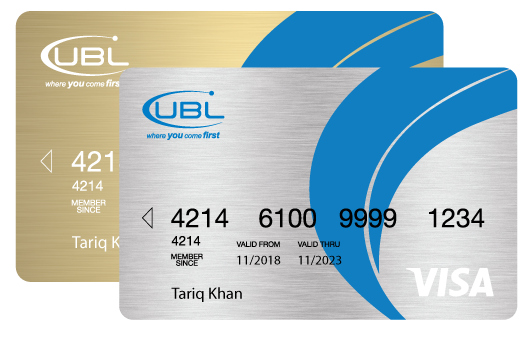 UBL
where you come first
421
4214
MEMBER
SINCE
Tariq K
UBL
where you come first
4214 6100 9999 1234
4214 VALID FROM VALID THRU
MEMBER
SINCE 11/2018 11/2023
Tariq Khan
VISA